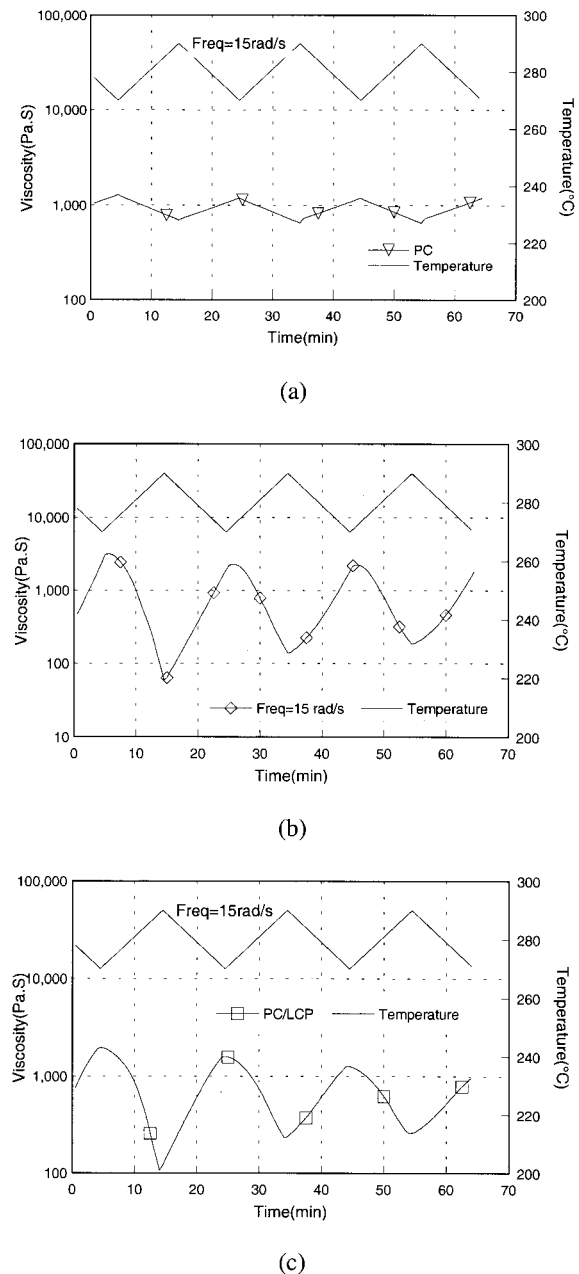 100,000
10,000
1,000
100
Viscosity(Pa.S)
300
280
260
240
220
200
Temperature(°C)
Freq=15rad/s
PC
Temperature
0 10 20 30 40 50 60 70
Time(min)
(a)
100,000
10,000
1,000
100
10
Viscosity(Pa.S)
300
280
260
240
220
200
Temperature(°C)
Freq=15 rad/s Temperature
0 10 20 30 40 50 60 70
Time(min)
(b)
100,000
10,000
1,000
100
Viscosity(Pa.S)
300
280
260
240
220
200
Temperature(°C)
Freq=15rad/s
PC/LCP Temperature
0 10 20 30 40 50 60 70
Time(min)
(c)